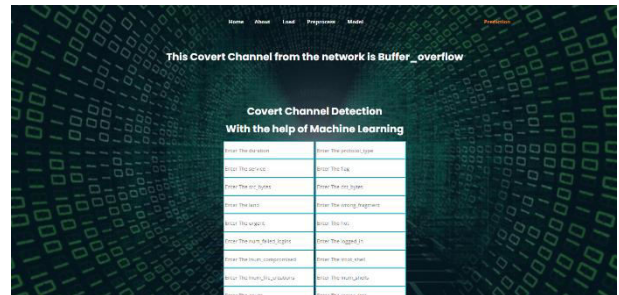 Home About Load Preprocess Model Prediction
This Covert Channel from the network is Buffer_overflow
Covert Channel Detection
With the help of Machine Learning
Enter The duration Enter The protocol_type
Enter The service Enter The flag
Enter The src_bytes Enter The dst_bytes
Enter The land Enter The wrong_fragment
Enter The urgent Enter The hot
Enter The num_failed_logins Enter The logged_in
Enter The num_compromised Enter The root_shell
Enter The num_file_creations Enter The num_shells